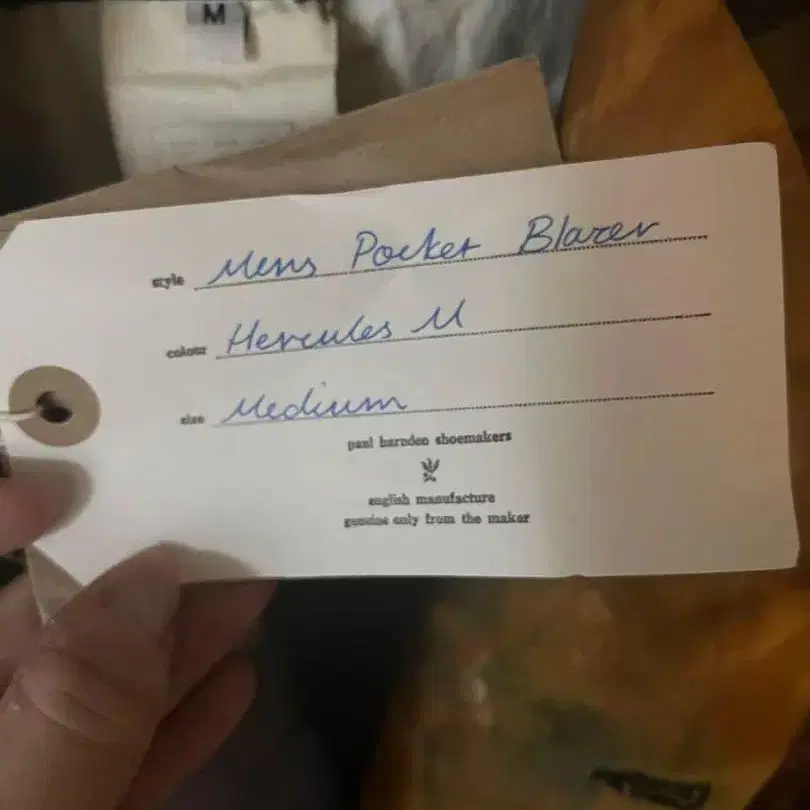 M
style Mens Pocket Blazer
colour Hercules M
size Medium
paul harnden shoemakers
english manufacture
genuine only from the maker